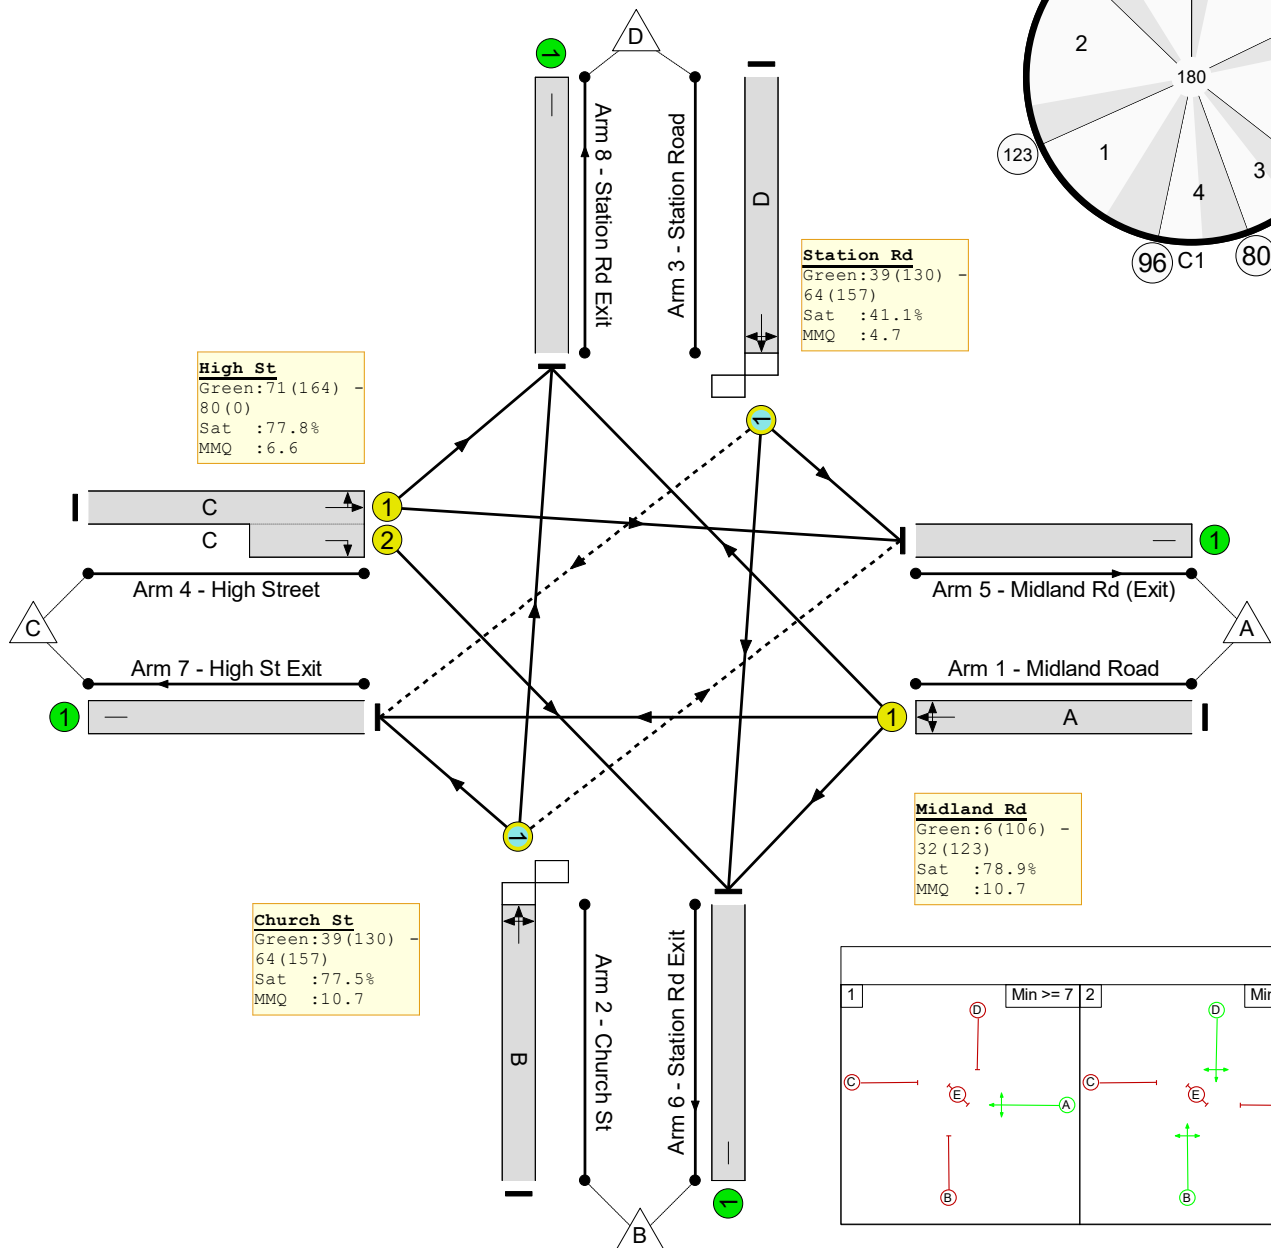 D
1
Arm 8 - Station Rd Exit
Arm 3 - Station Road
D
2
180
123
1
3
4
96
C1
80
Station Rd
Green:39(130) -
64(157)
Sat :41.1%
MMQ :4.7
High St
Green:71(164) -
80(0)
Sat :77.8%
MMQ :6.6
1
C
1
C
2
1
Arm 4 - High Street
Arm 5 - Midland Rd (Exit)
C
A
Arm 7 - High St Exit
Arm 1 - Midland Road
1
1
A
Midland Rd
Green:6(106) -
32(123)
Sat :78.9%
MMQ :10.7
1
Church St
Green:39(130) -
64(157)
Sat :77.5%
MMQ :10.7
B
Arm 2 - Church St
Arm 6 - Station Rd Exit
1
B
1
Min >= 7
D
C
E
A
B
2
D
C
E
B